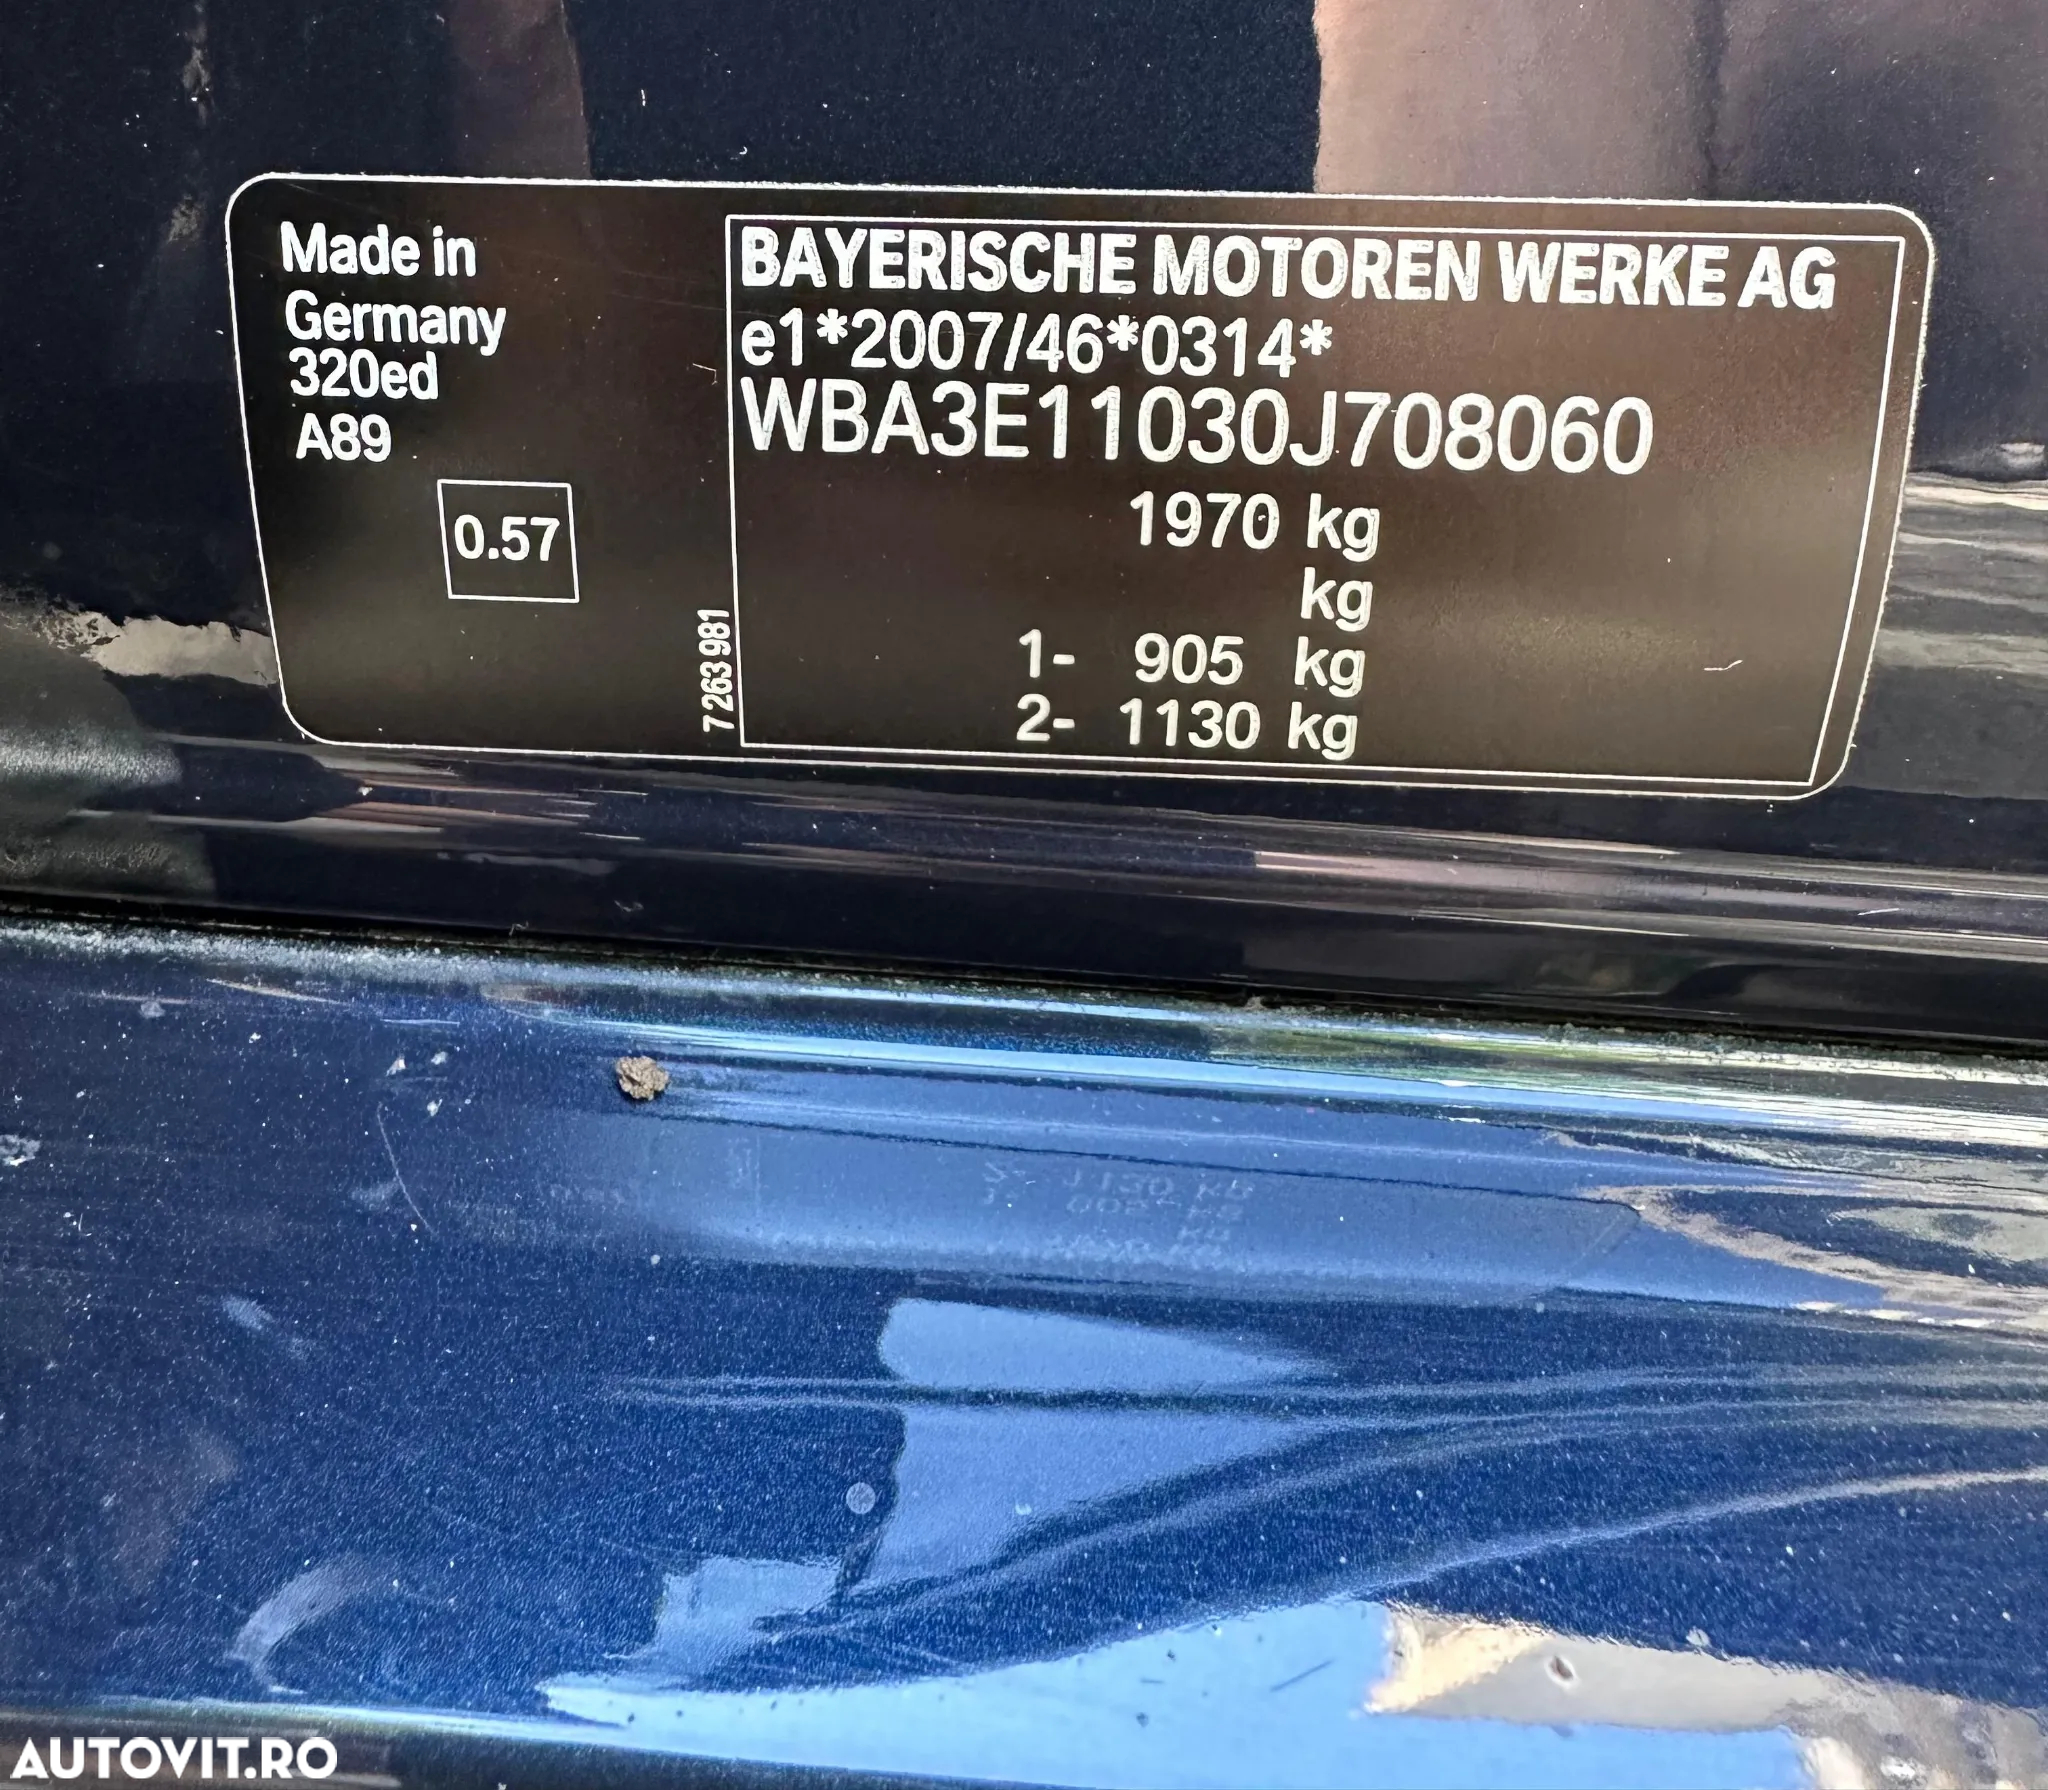 Made in
Germany
320ed
A89
0.57
7263981
BAYERISCHE MOTOREN WERKE AG
e1*2007/46*0314*
WBA3E11030J708060
1970 kg
kg
1- 905 kg
2- 1130 kg
AUTOVIT.RO